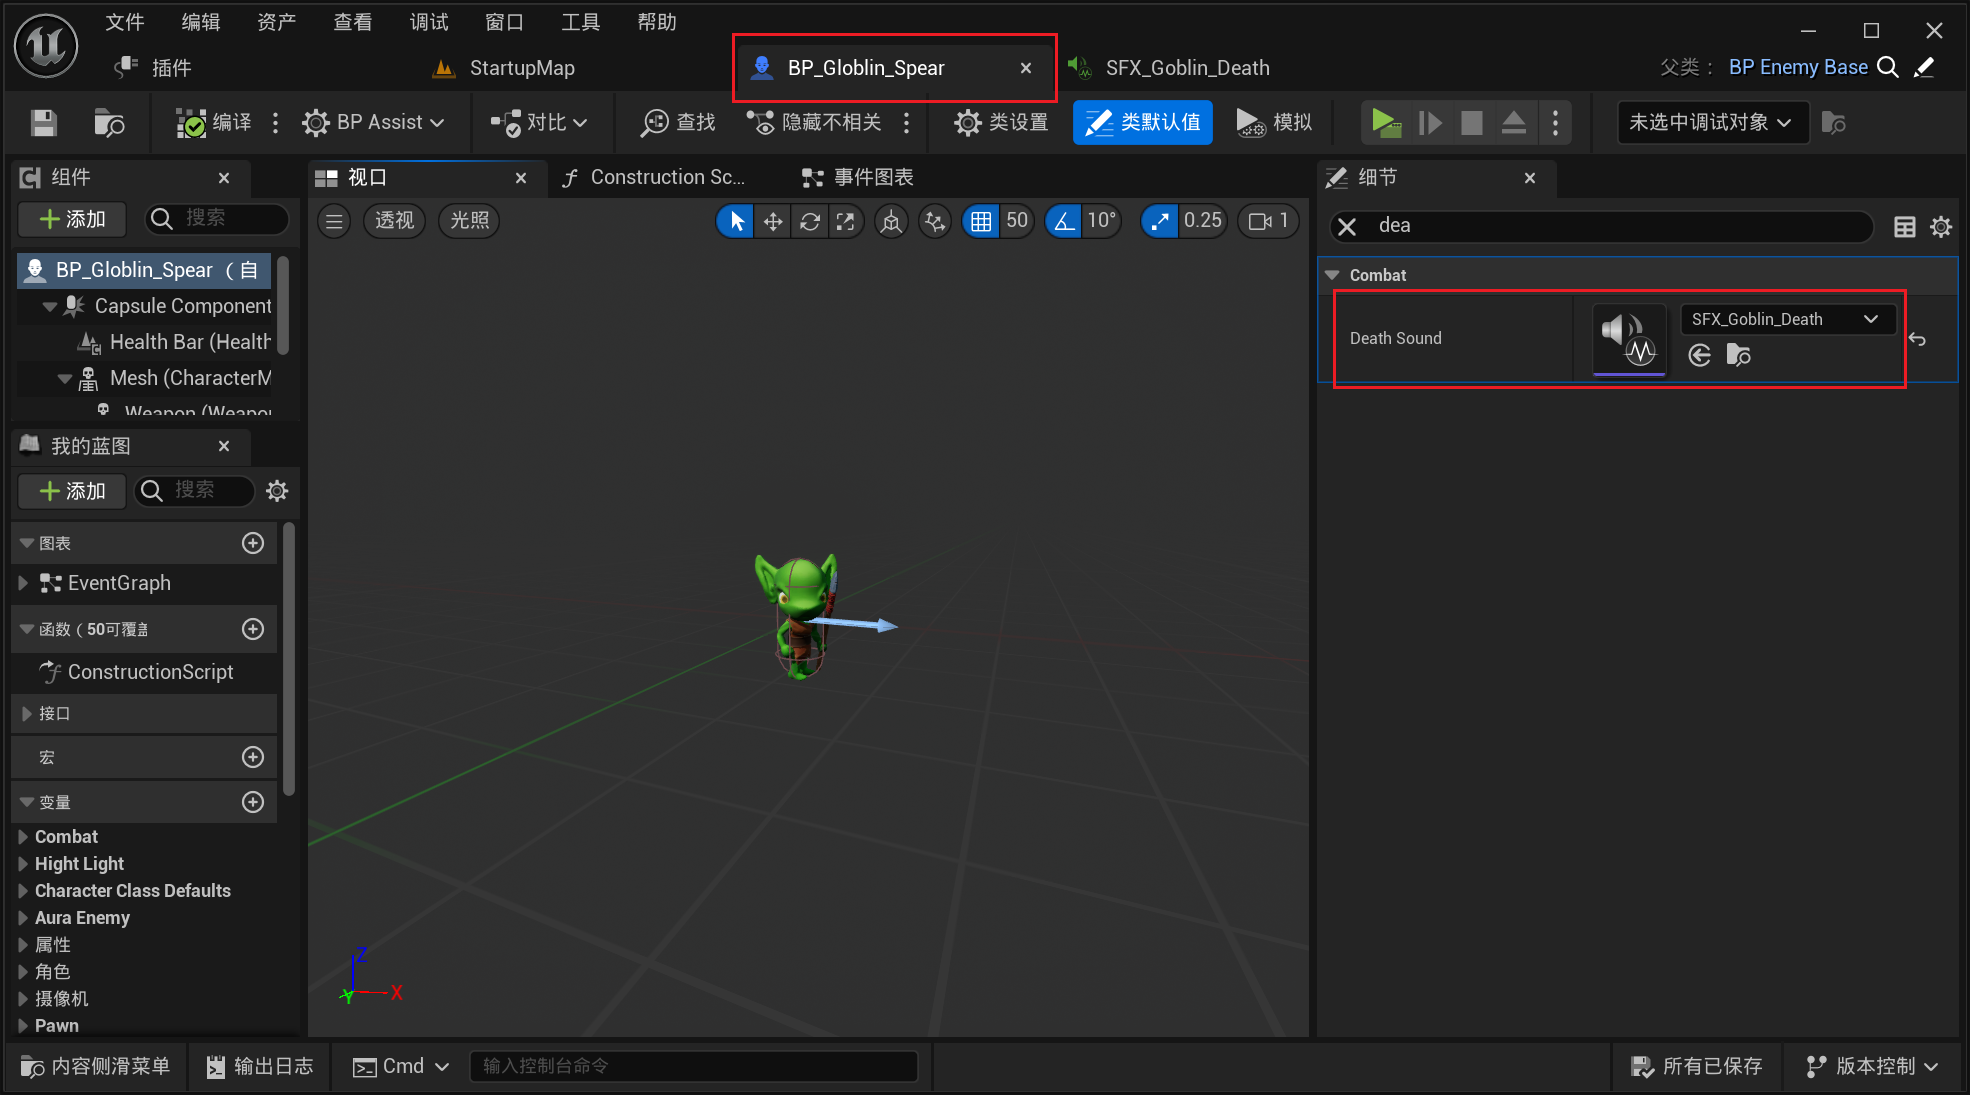 文件 编辑 资产 查看 调试 窗口 工具 帮助
插件 StartupMap BP_Globlin_Spear SFX_Goblin_Death 父类： BP Enemy Base
编译 BP Assist 对比 查找 隐藏不相关 类设置 类默认值 模拟 未选中调试对象
组件 视口 Construction Sc... 事件图表 细节
添加 搜索 透视 光照 50 10° 0.25 1 dea
BP_Globlin_Spear （自
Capsule Component
Health Bar (Health
Mesh (CharacterM
Weapon (Weapon
Combat
Death Sound SFX_Goblin_Death
我的蓝图
添加 搜索
图表
EventGraph
函数（50可覆盖
ConstructionScript
接口
宏
变量
Combat
Hight Light
Character Class Defaults
Aura Enemy
属性
角色
摄像机
Pawn
Z
Y X
内容侧滑菜单 输出日志 Cmd 输入控制台命令 所有已保存 版本控制